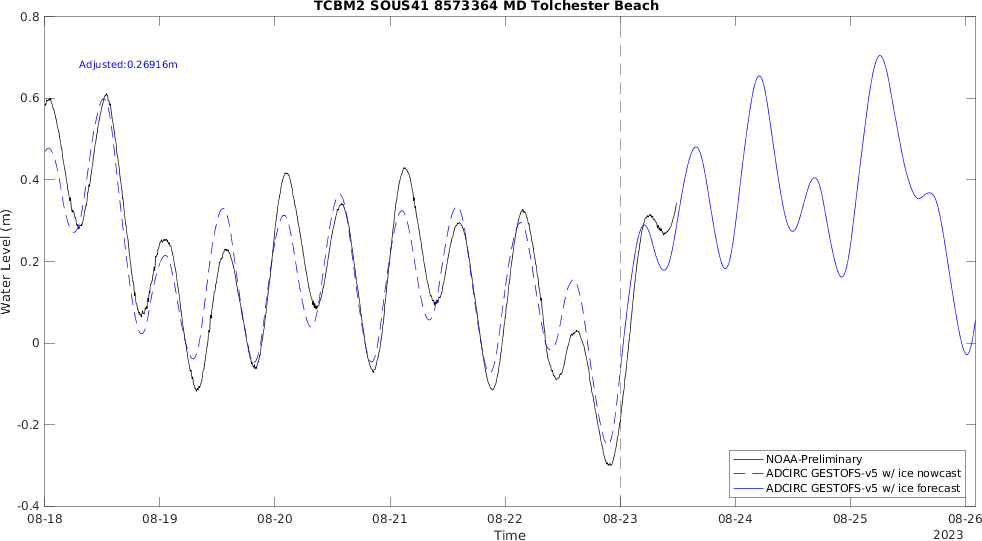 TCBM2 SOUS41 8573364 MD Tolchester Beach
Adjusted:0.26916m
0.8
0.6
0.4
0.2
0
-0.2
-0.4
Water Level (m)
NOAA-Preliminary
ADCIRC GESTOFS-v5 w/ ice nowcast
ADCIRC GESTOFS-v5 w/ ice forecast
08-18 08-19 08-20 08-21 08-22 08-23 08-24 08-25 08-26
Time
2023